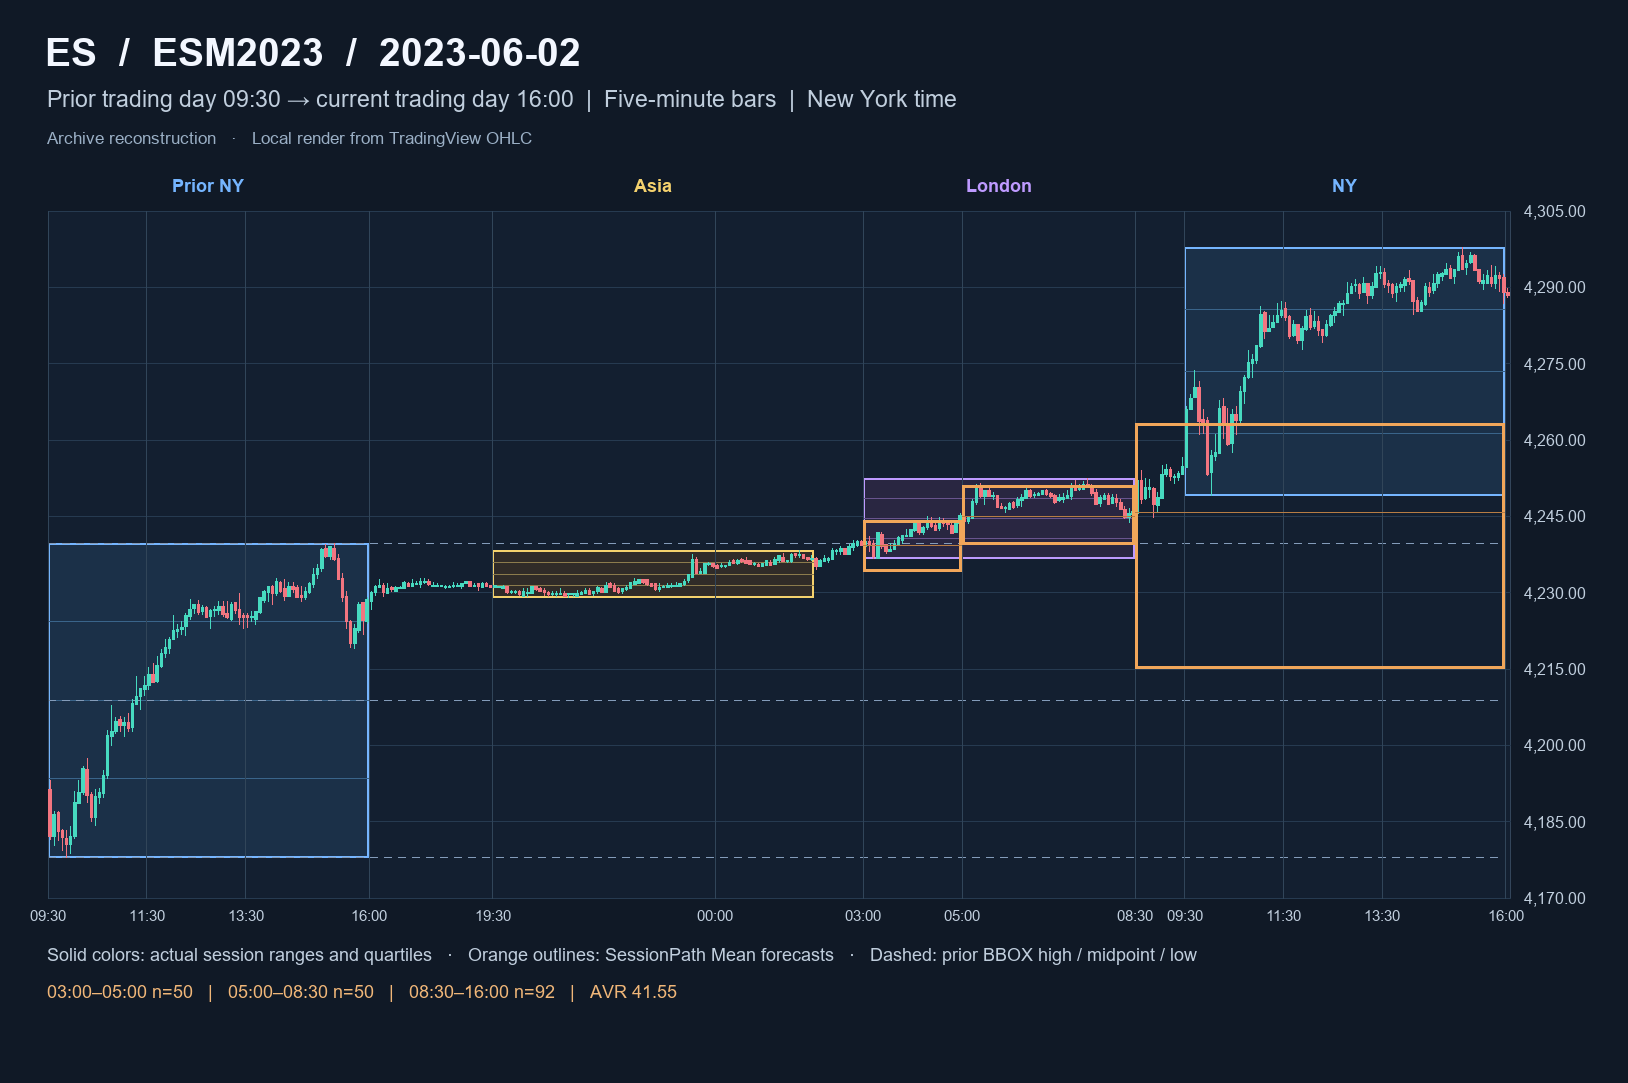 ES / ESM2023 / 2023-06-02
Prior trading day 09:30 → current trading day 16:00 | Five-minute bars | New York time
Archive reconstruction · Local render from TradingView OHLC
Prior NY Asia London NY
4,305.00
4,290.00
4,275.00
4,260.00
4,245.00
4,230.00
4,215.00
4,200.00
4,185.00
4,170.00
09:30 11:30 13:30 16:00 19:30 00:00 03:00 05:00 08:30 09:30 11:30 13:30 16:00
Solid colors: actual session ranges and quartiles · Orange outlines: SessionPath Mean forecasts · Dashed: prior BBOX high / midpoint / low
03:00–05:00 n=50 | 05:00–08:30 n=50 | 08:30–16:00 n=92 | AVR 41.55